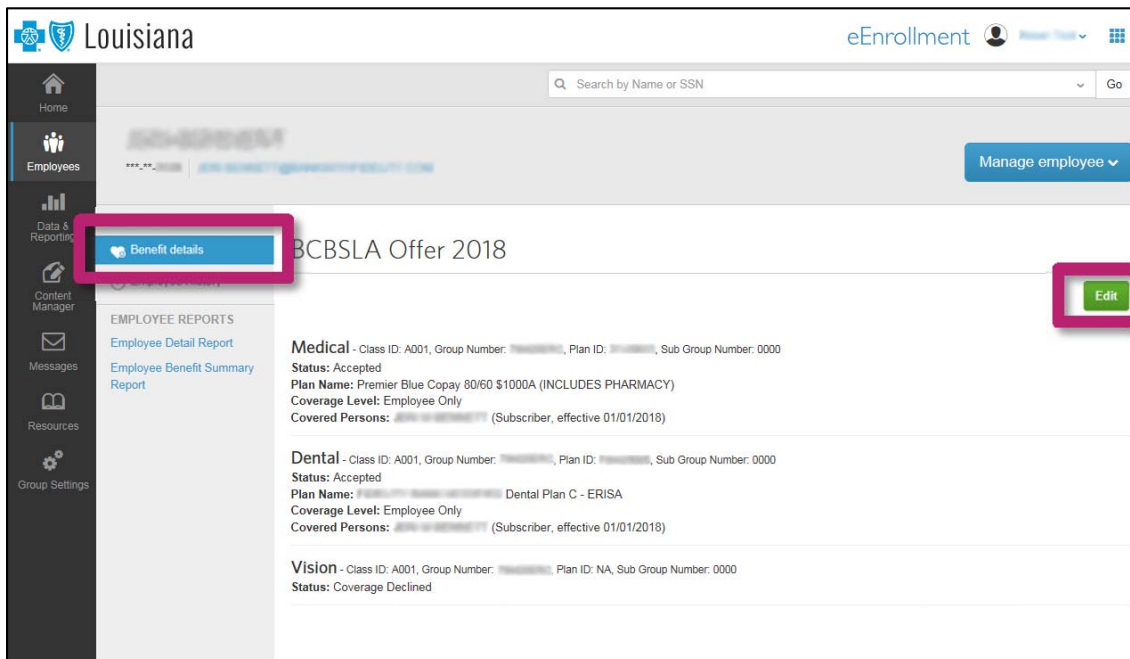 Louisiana
eEnrollment
Search by Name or SSN
Go
Home
Employees
***-**-
Manage employee
Data & Reporting
Benefit details
BCBSLA Offer 2018
Edit
Content Manager
EMPLOYEE REPORTS
Employee Detail Report
Employee Benefit Summary
Report
Messages
Resources
Group Settings
Medical - Class ID: A001, Group Number: , Plan ID: , Sub Group Number: 0000
Status: Accepted
Plan Name: Premier Blue Copay 80/60 $1000A (INCLUDES PHARMACY)
Coverage Level: Employee Only
Covered Persons: (Subscriber, effective 01/01/2018)
Dental - Class ID: A001, Group Number: , Plan ID: , Sub Group Number: 0000
Status: Accepted
Plan Name: Dental Plan C - ERISA
Coverage Level: Employee Only
Covered Persons: (Subscriber, effective 01/01/2018)
Vision - Class ID: A001, Group Number: , Plan ID: NA, Sub Group Number: 0000
Status: Coverage Declined